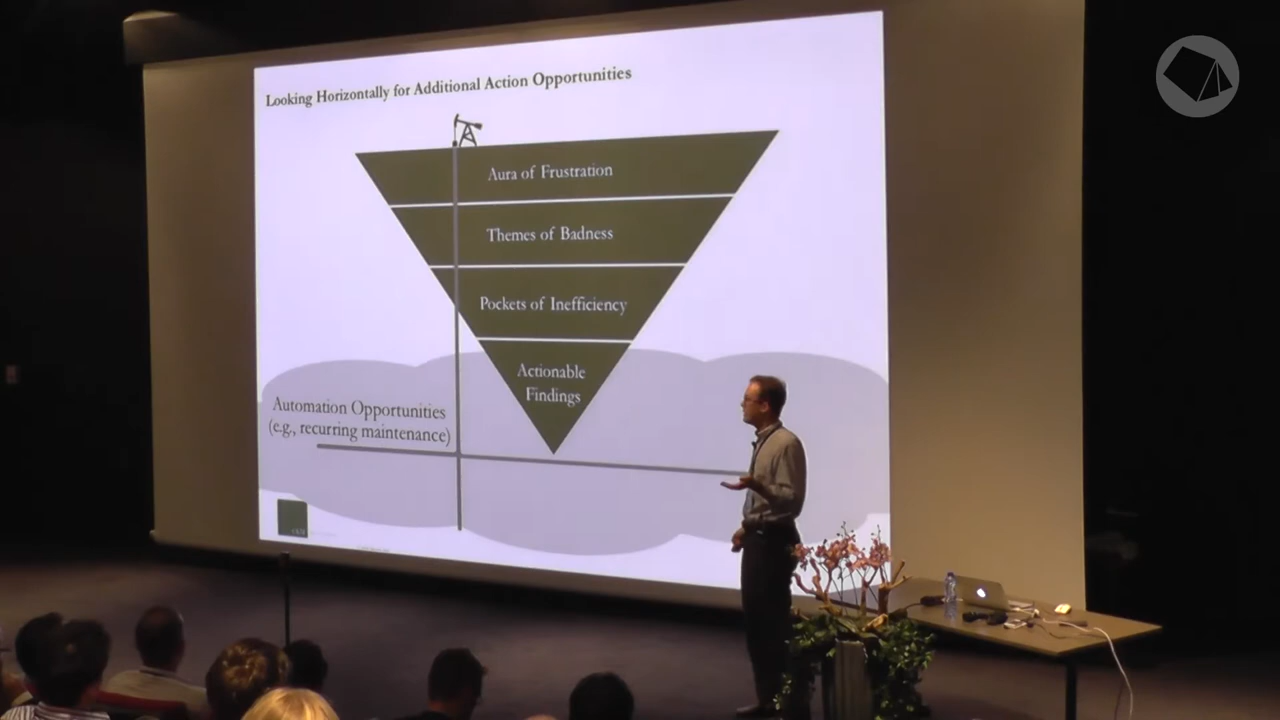 Looking Horizontally for Additional Action Opportunities
Aura of Frustration
Themes of Badness
Pockets of Inefficiency
Actionable
Findings
Automation Opportunities
(e.g., recurring maintenance)